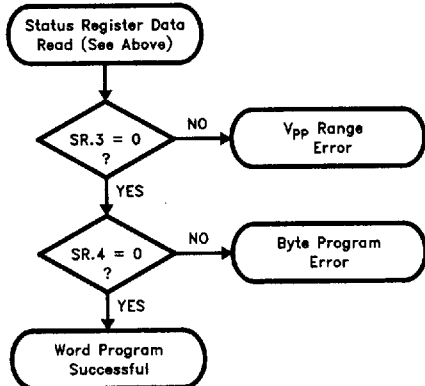 Status Register Data
Read (See Above)
SR.3 = 0
?
NO
VPP Range
Error
YES
SR.4 = 0
?
NO
Byte Program
Error
YES
Word Program
Successful